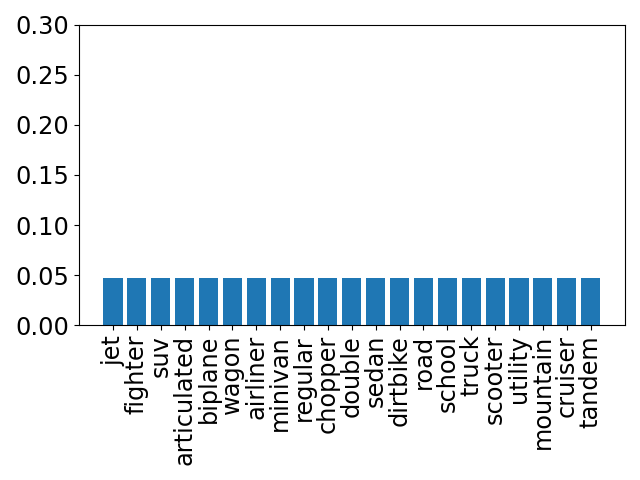 0.30
0.25
0.20
0.15
0.10
0.05
0.00
jet
fighter
suv
articulated
biplane
wagon
airliner
minivan
regular
chopper
double
sedan
dirtbike
road
school
truck
scooter
utility
mountain
cruiser
tandem